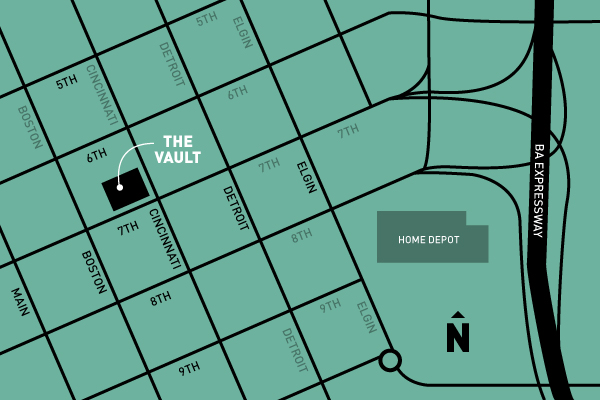 5TH
ELGIN
DETROIT
5TH
CINCINNATI
6TH
BOSTON
7TH
THE
VAULT
6TH
BA EXPRESSWAY
7TH
ELGIN
DETROIT
CINCINNATI
7TH
8TH
HOME DEPOT
BOSTON
MAIN
8TH
9TH
ELGIN
N
DETROIT
9TH